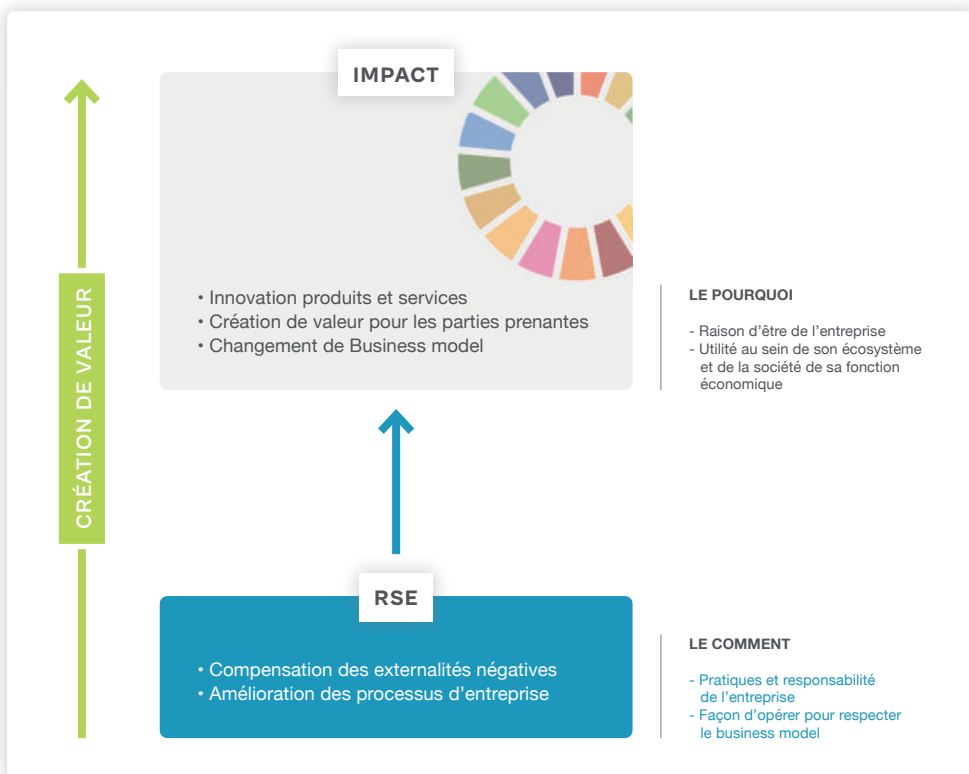 IMPACT
• Innovation produits et services
• Création de valeur pour les parties prenantes
• Changement de Business model
LE POURQUOI
- Raison d'être de l'entreprise
- Utilité au sein de son écosystème
et de la société de sa fonction
économique
CRÉATION DE VALEUR
RSE
• Compensation des externalités négatives
• Amélioration des processus d'entreprise
LE COMMENT
- Pratiques et responsabilité
de l'entreprise
- Façon d'opérer pour respecter
le business model